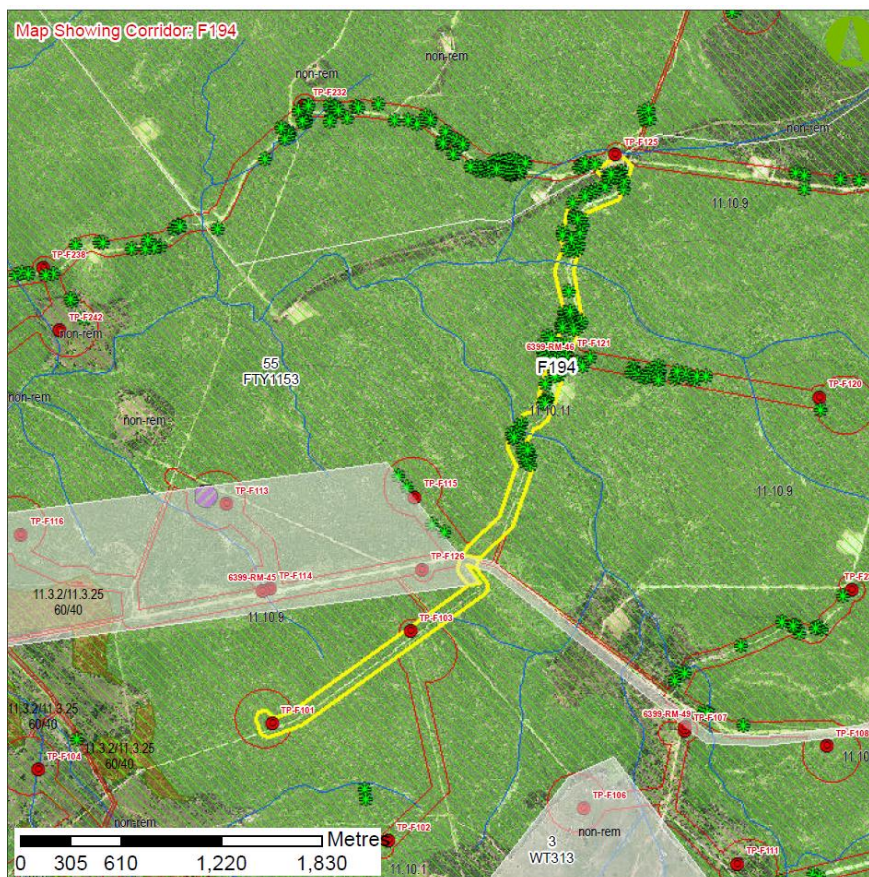 Map Showing Corridor: F194
non-rem
non-rem
TP-F232
TP-F125
non-rem
11.10.9
TP-F238
TP-F242
non-rem
6399-RM-46
TP-F121
F194
55
FTY1153
TP-F120
non-rem
non-rem
11.10.11
11.10.9
TP-F115
TP-F113
TP-F116
TP-F126
6399-RM-45
TP-F114
11.3.2/11.3.25
60/40
11.10.9
TP-F103
TP-F101
11.3.2/11.3.25
60/40
6399-RM-49
TP-F107
11.3.2/11.3.25
60/40
TP-F108
TP-F104
TP-F106
non-rem
non-rem
3
WT313
TP-F102
TP-F111
Metres
0 305 610 1,220 1,830